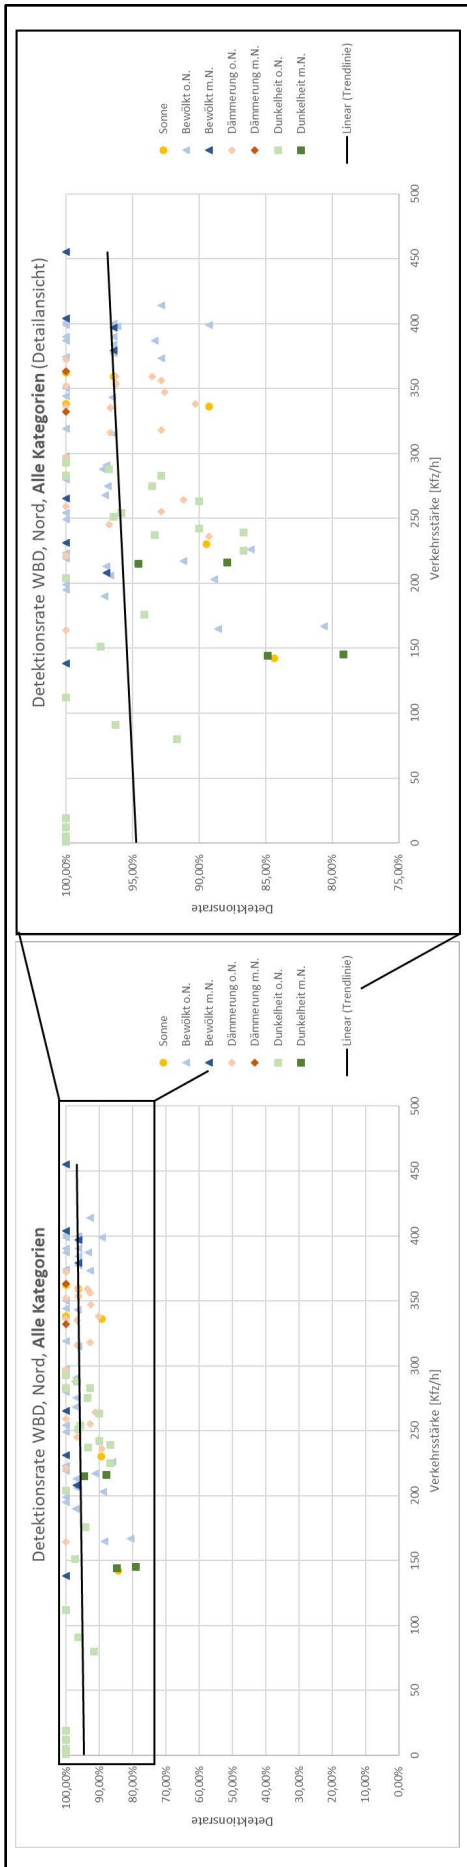 Detektionsrate WBD, Nord, Alle Kategorien
Detektionsrate
100,00%
90,00%
80,00%
70,00%
60,00%
50,00%
40,00%
30,00%
20,00%
10,00%
0,00%
0 50 100 150 200 250 300 350 400 450 500
Verkehrsstärke [Kfz/h]
Sonne
Bewölkt o.N.
Bewölkt m.N.
Dämmerung o.N.
Dämmerung m.N.
Dunkelheit o.N.
Dunkelheit m.N.
Linear (Trendlinie)
Detektionsrate WBD, Nord, Alle Kategorien (Detailansicht)
Detektionsrate
100,00%
95,00%
90,00%
85,00%
80,00%
75,00%
0 50 100 150 200 250 300 350 400 450 500
Verkehrsstärke [Kfz/h]
Sonne
Bewölkt o.N.
Bewölkt m.N.
Dämmerung o.N.
Dämmerung m.N.
Dunkelheit o.N.
Dunkelheit m.N.
Linear (Trendlinie)